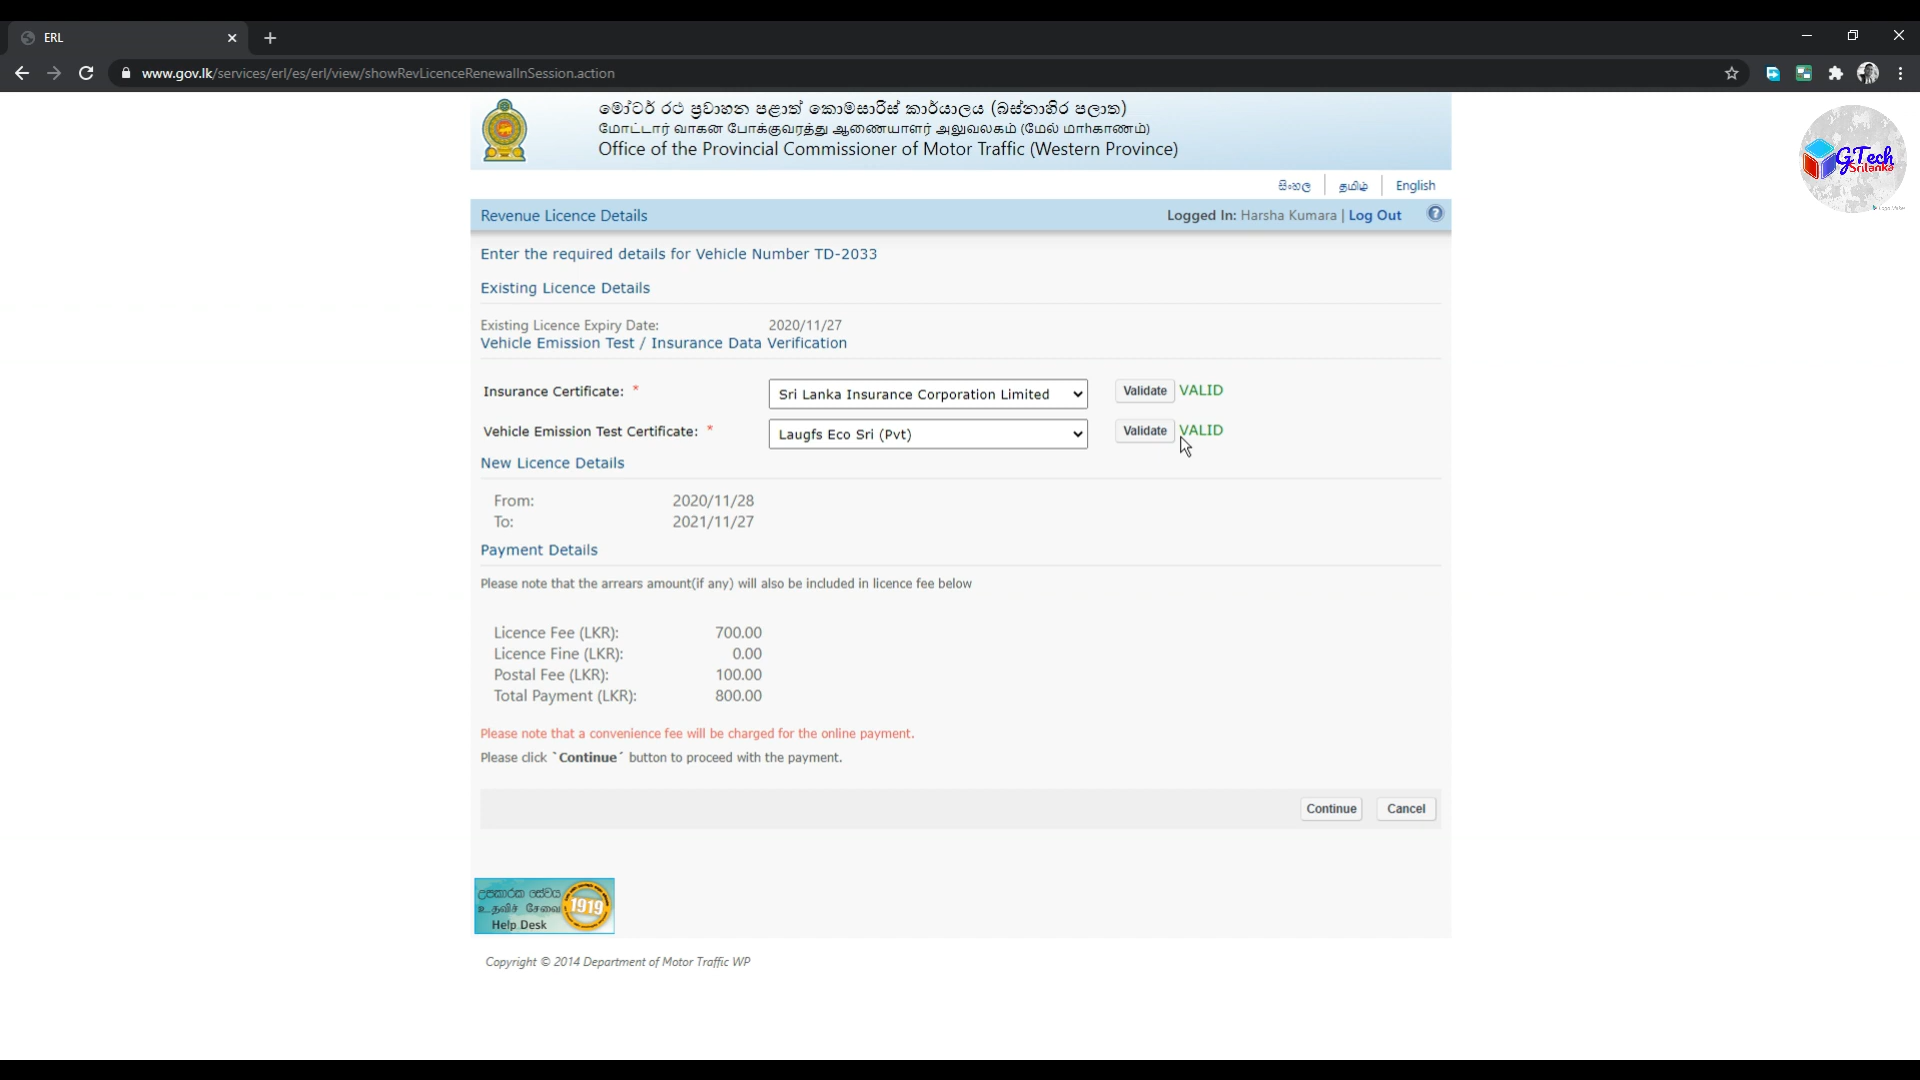 ERL
www.gov.lk/services/erl/es/erl/view/showRevLicenceRenewalInSession.action
මෝටර් රථ ප්‍රවාහන පළාත් කොමසාරිස් කාර්යාලය (බස්නාහිර පලාත)
மோட்டார் வாகன போக்குவரத்து ஆணையாளர் அலுவலகம் (மேல் மாhகாணம்)
Office of the Provincial Commissioner of Motor Traffic (Western Province)
සිංහල தமிழ் English
Revenue Licence Details Logged In: Harsha Kumara | Log Out
Enter the required details for Vehicle Number TD-2033
Existing Licence Details
Existing Licence Expiry Date: 2020/11/27
Vehicle Emission Test / Insurance Data Verification
Insurance Certificate: * Sri Lanka Insurance Corporation Limited Validate VALID
Vehicle Emission Test Certificate: * Laugfs Eco Sri (Pvt) Validate VALID
New Licence Details
From: 2020/11/28
To: 2021/11/27
Payment Details
Please note that the arrears amount(if any) will also be included in licence fee below
Licence Fee (LKR): 700.00
Licence Fine (LKR): 0.00
Postal Fee (LKR): 100.00
Total Payment (LKR): 800.00
Please note that a convenience fee will be charged for the online payment.
Please click `Continue´ button to proceed with the payment.
Continue Cancel
උපකාරක සේවය
உதவிச் சேவை 1919
Help Desk
Copyright © 2014 Department of Motor Traffic WP
GTech
Srilanka